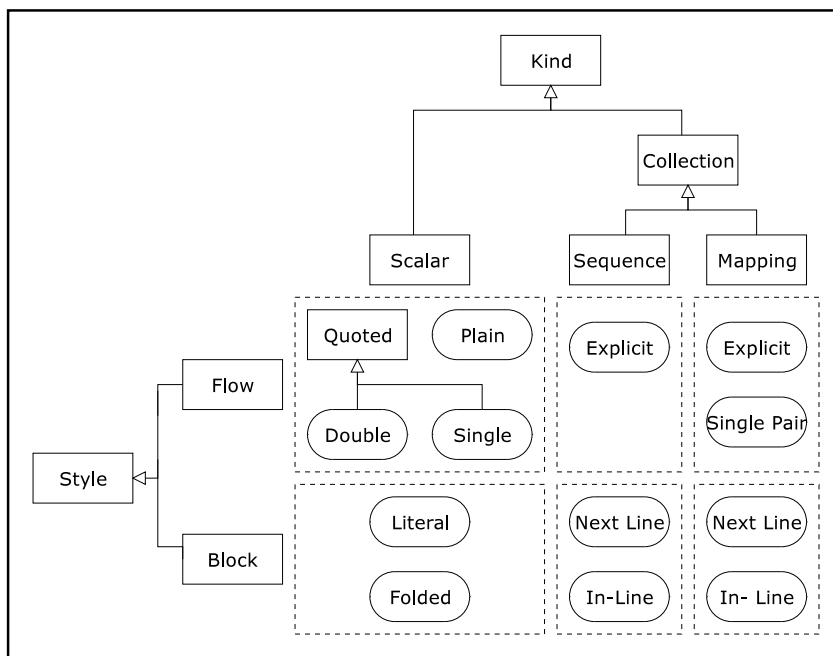 Kind
Collection
Scalar
Sequence
Mapping
Quoted
Plain
Explicit
Explicit
Flow
Double
Single
Single Pair
Style
Literal
Next Line
Next Line
Block
Folded
In-Line
In- Line